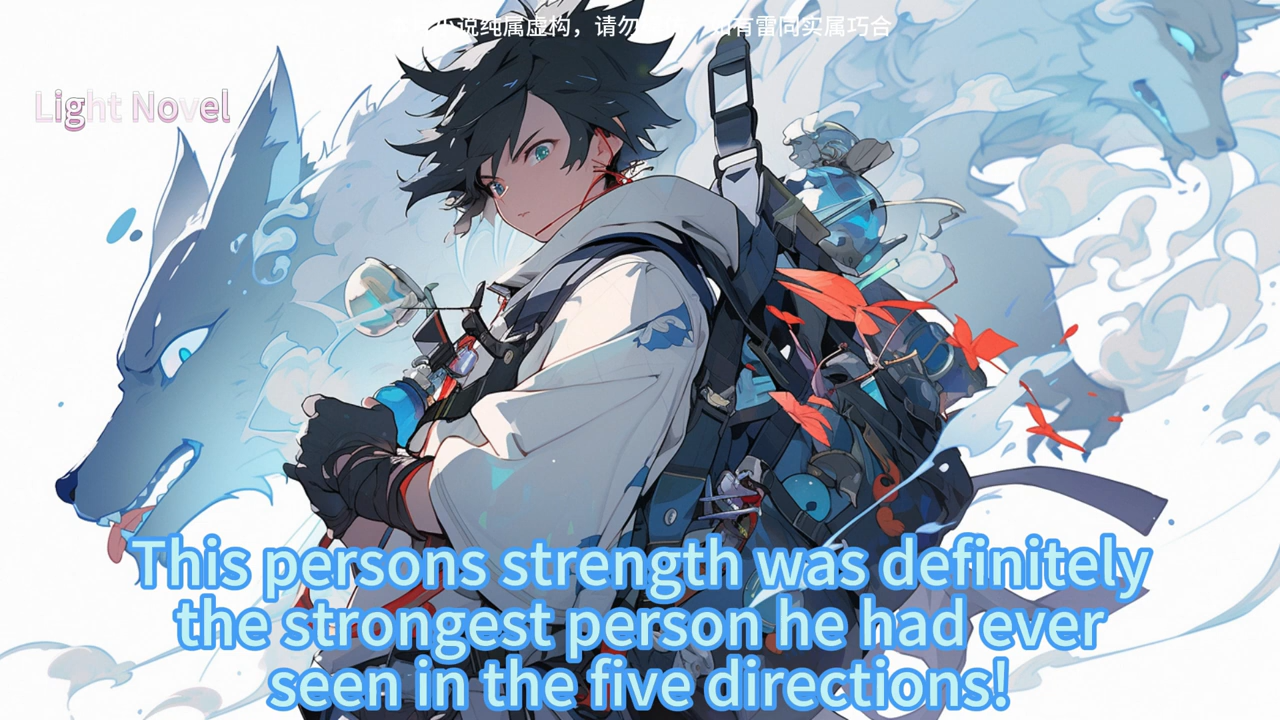 小说纯属虚构，请勿
有雷同实属巧合
Light Novel
This persons strength was definitely
the strongest person he had ever
seen in the five directions!